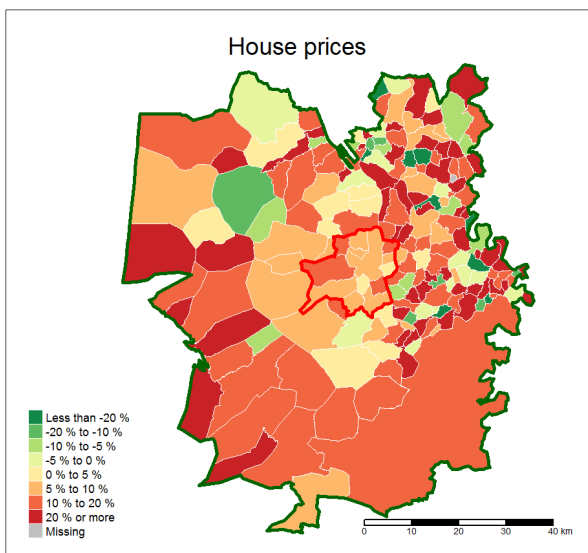 House prices
Less than -20 %
-20 % to -10 %
-10 % to -5 %
-5 % to 0 %
0 % to 5 %
5 % to 10 %
10 % to 20 %
20 % or more
Missing
0 10 20 30 40 km